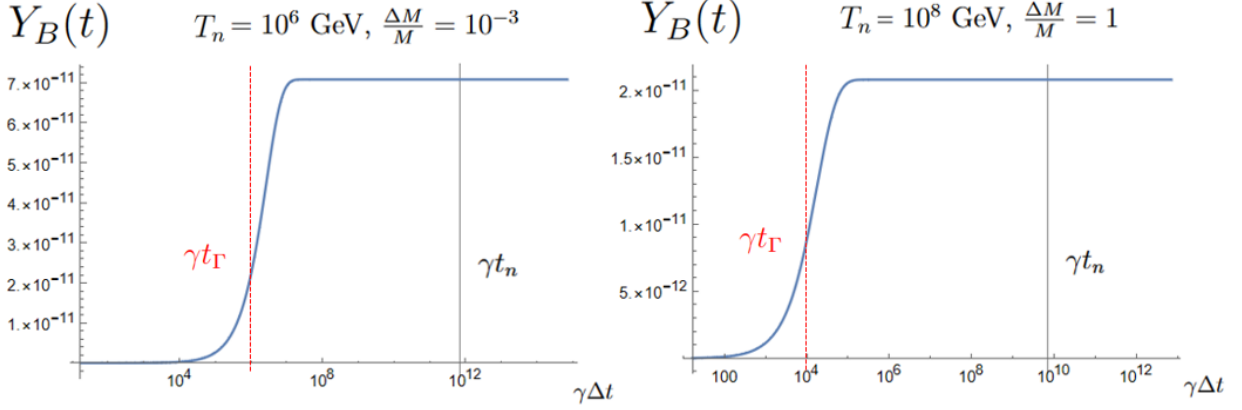 Y_B(t)    T_n = 10^6 GeV, ΔM/M = 10^-3
7.×10^-11
6.×10^-11
5.×10^-11
4.×10^-11
3.×10^-11
2.×10^-11
1.×10^-11
γt_Γ
γt_n
10^4 10^8 10^12
γΔt
Y_B(t)    T_n = 10^8 GeV, ΔM/M = 1
2.×10^-11
1.5×10^-11
1.×10^-11
5.×10^-12
γt_Γ
γt_n
100 10^4 10^6 10^8 10^10 10^12
γΔt